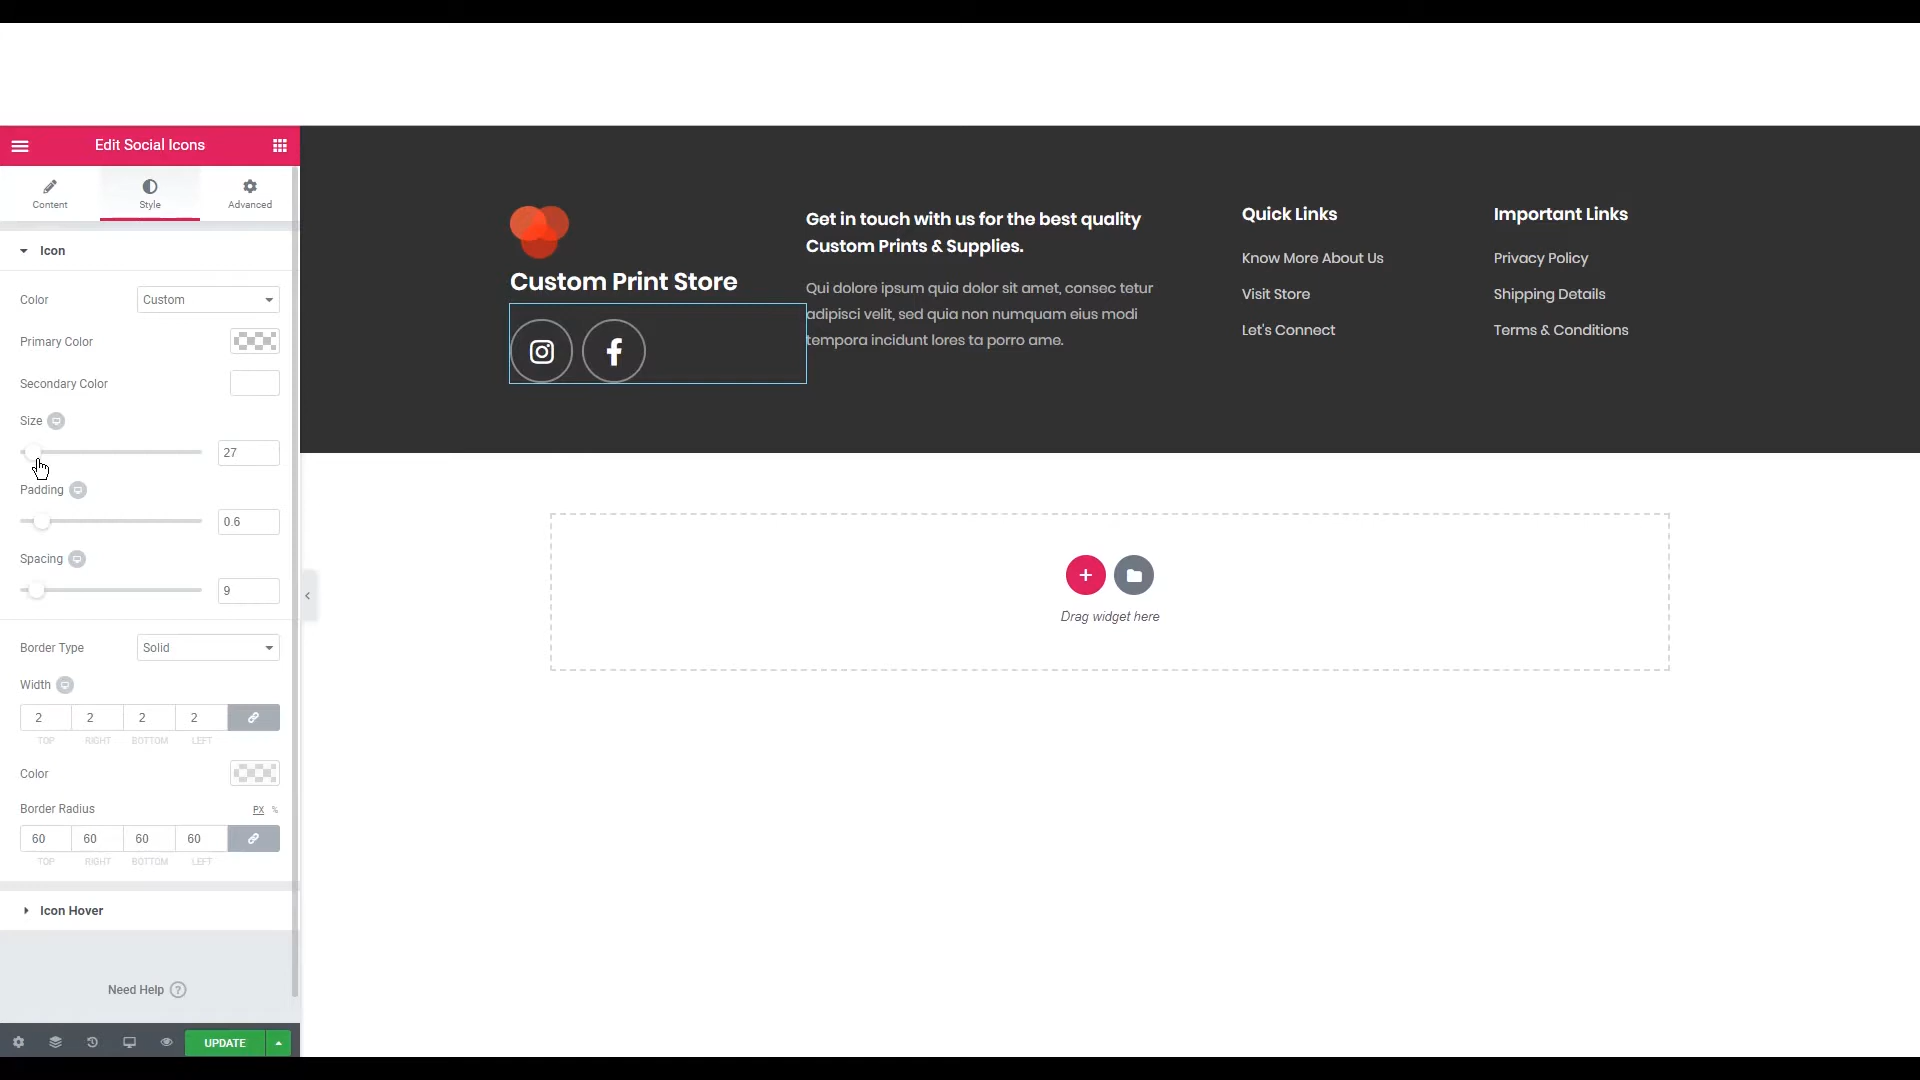 Edit Social Icons
Content
Style
Advanced
Icon
Color
Custom
Primary Color
Secondary Color
Size
27
Padding
0.6
Spacing
9
Border Type
Solid
Width
2 2 2 2
TOP RIGHT BOTTOM LEFT
Color
Border Radius
PX %
60 60 60 60
TOP RIGHT BOTTOM LEFT
Icon Hover
Need Help ?
UPDATE
Custom Print Store
Get in touch with us for the best quality
Custom Prints & Supplies.
Qui dolore ipsum quia dolor sit amet, consec tetur
adipisci velit, sed quia non numquam eius modi
tempora incidunt lores ta porro ame.
Quick Links
Know More About Us
Visit Store
Let's Connect
Important Links
Privacy Policy
Shipping Details
Terms & Conditions
Drag widget here